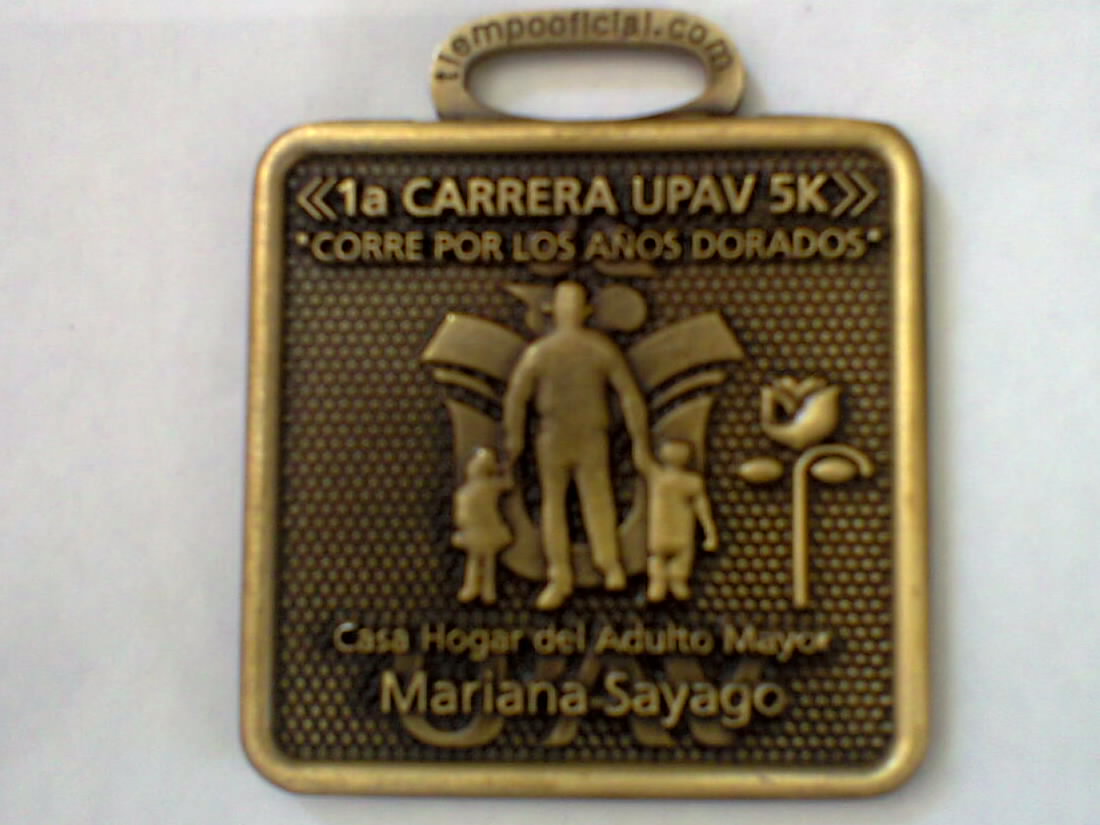 tiempooficial.com
《1a CARRERA UPAV 5K》
"CORRE POR LOS AÑOS DORADOS"
Casa Hogar del Adulto Mayor
Mariana Sayago
UPAV